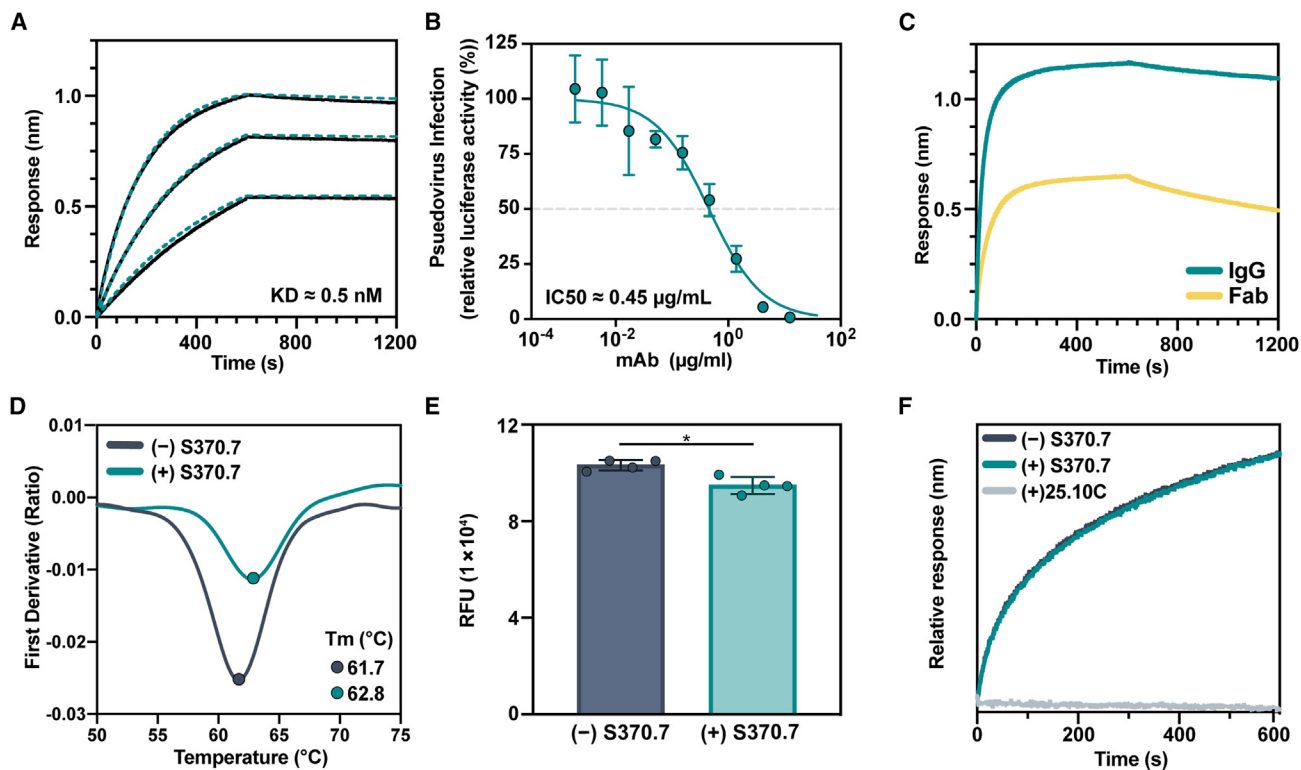 A
Response (nm)
1.0
0.5
0.0
0
400
800
1200
Time (s)
KD ≈ 0.5 nM
B
Psuedovirus Infection
(relative luciferase activity (%))
125
100
75
50
25
0
10-4
10-2
100
102
mAb (µg/ml)
IC50 ≈ 0.45 µg/mL
C
Response (nm)
1.0
0.5
0.0
0
400
800
1200
Time (s)
IgG
Fab
D
First Derivative (Ratio)
0.01
0.00
-0.01
-0.02
-0.03
50
55
60
65
70
75
Temperature (°C)
(−) S370.7
(+) S370.7
Tm (°C)
61.7
62.8
E
RFU (1 × 10⁴)
12
8
4
0
*
(−) S370.7
(+) S370.7
F
Relative response (nm)
(−) S370.7
(+) S370.7
(+)25.10C
0
200
400
600
Time (s)